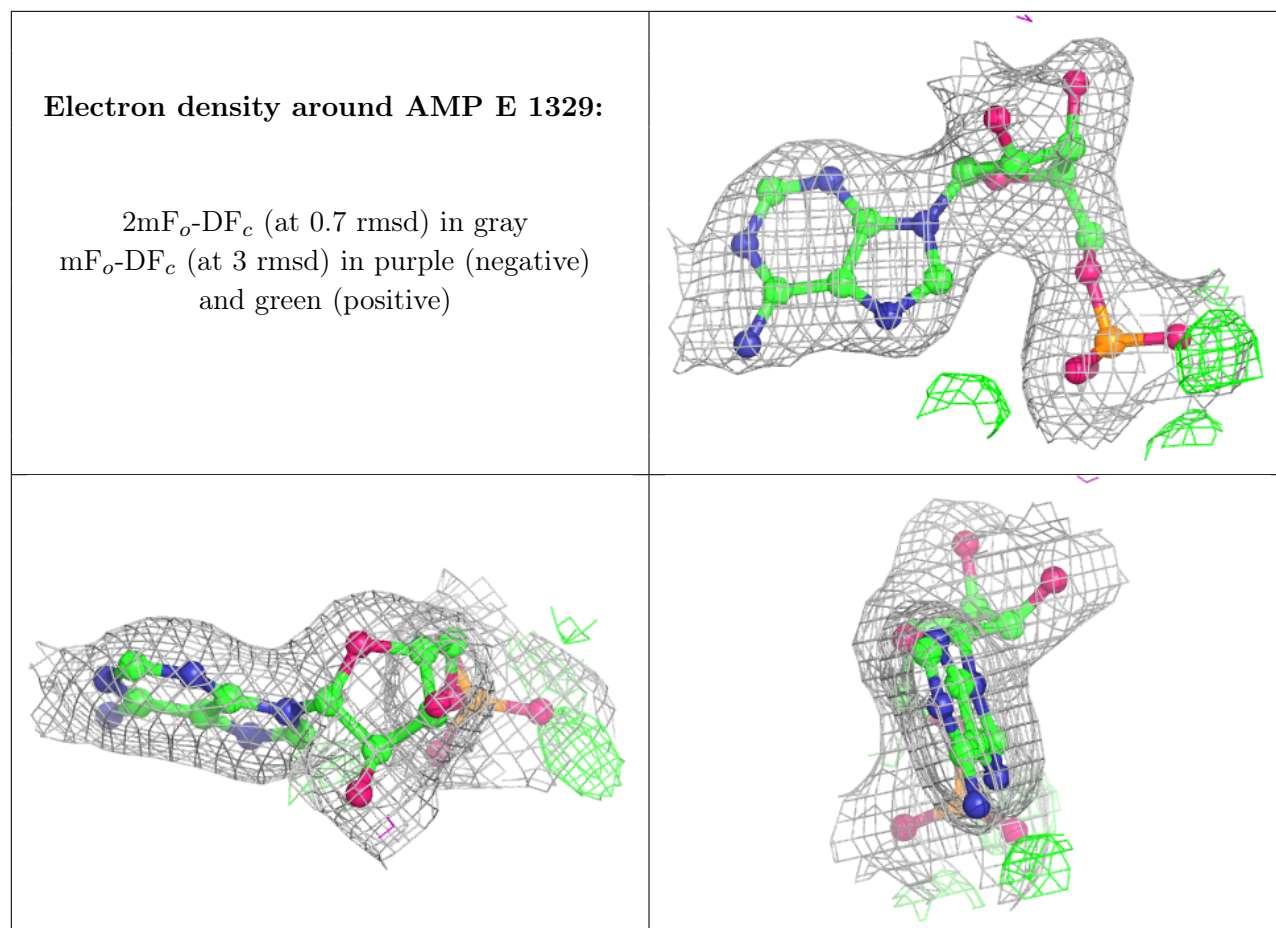 Electron density around AMP E 1329:
2mFₒ-DF𝒸 (at 0.7 rmsd) in gray
mFₒ-DF𝒸 (at 3 rmsd) in purple (negative)
and green (positive)